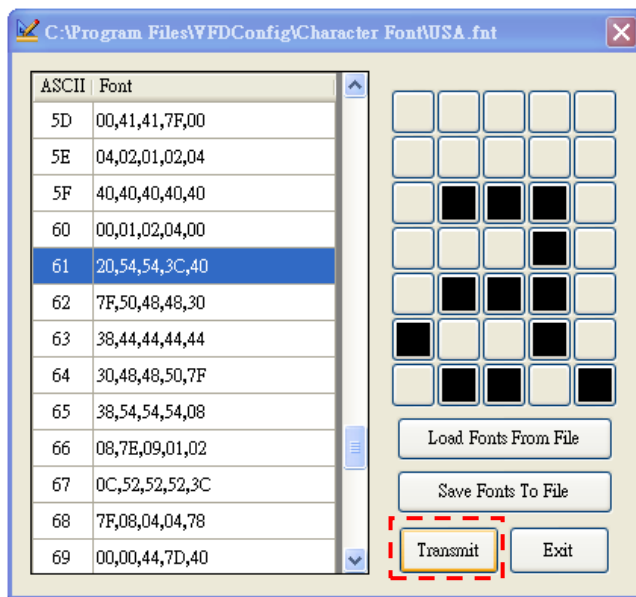 C:\Program Files\VFDConfig\Character Font\USA.fnt
ASCII Font
5D 00,41,41,7F,00
5E 04,02,01,02,04
5F 40,40,40,40,40
60 00,01,02,04,00
61 20,54,54,3C,40
62 7F,50,48,48,30
63 38,44,44,44,44
64 30,48,48,50,7F
65 38,54,54,54,08
66 08,7E,09,01,02
67 0C,52,52,52,3C
68 7F,08,04,04,78
69 00,00,44,7D,40
Load Fonts From File
Save Fonts To File
Transmit Exit